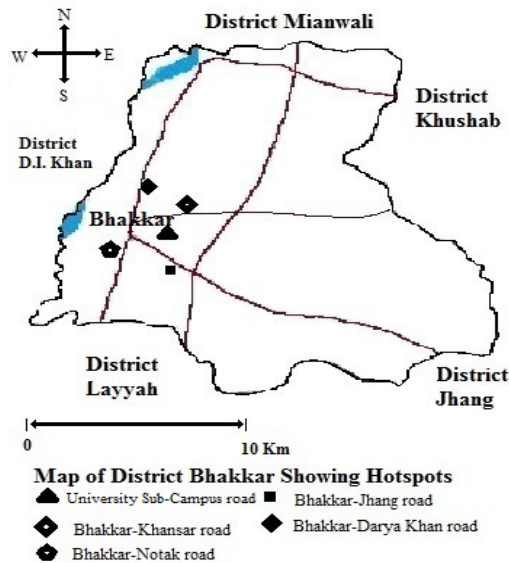 N
W E
S
District Mianwali
District
Khushab
District
D.I. Khan
Bhakkar
District
Layyah
District
Jhang
0 10 Km
Map of District Bhakkar Showing Hotspots
University Sub-Campus road
Bhakkar-Jhang road
Bhakkar-Khansar road
Bhakkar-Darya Khan road
Bhakkar-Notak road